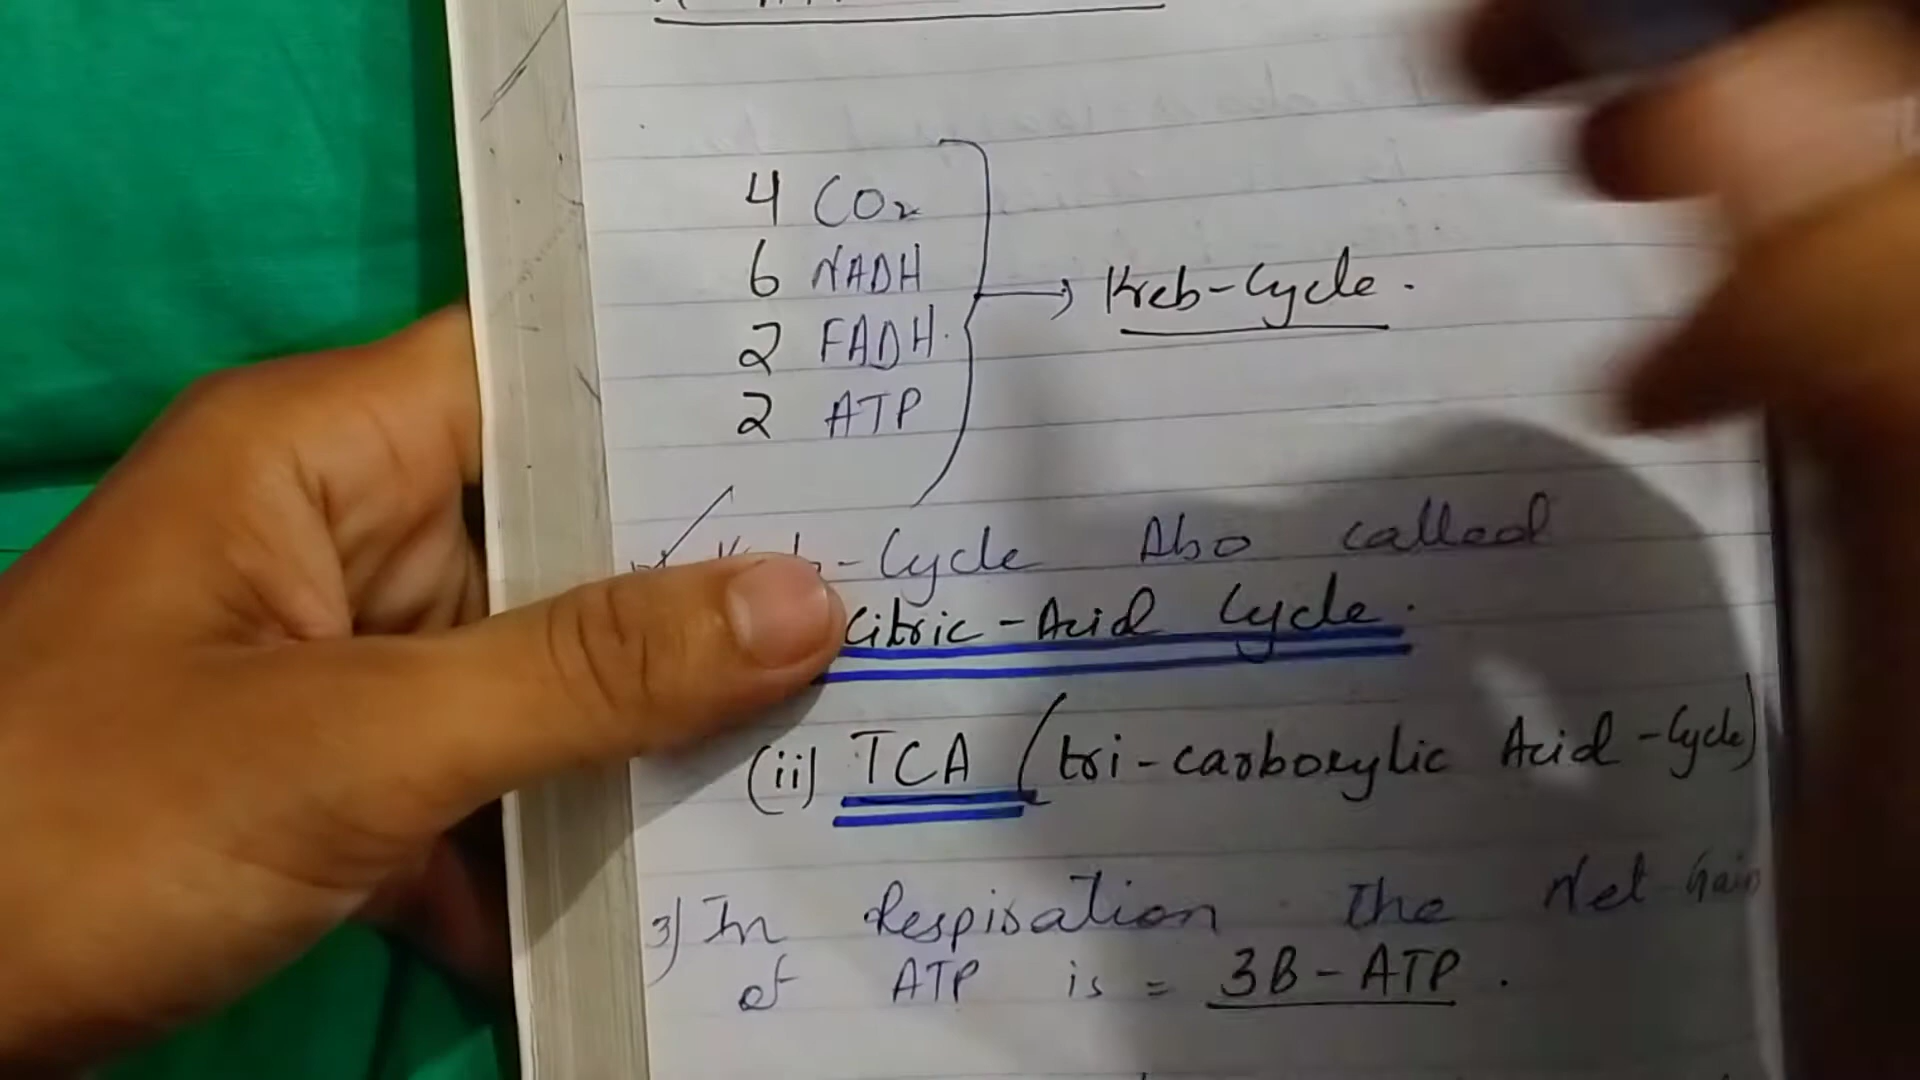 4 CO₂
6 NADH
2 FADH.
2 ATP
→ Kreb-Cycle.
-Cycle Also called
Citric-Acid Cycle.
(ii) TCA (tri-carboxylic Acid-Cycle)
3) In Respiration the Net Gain
of ATP is = 38-ATP.